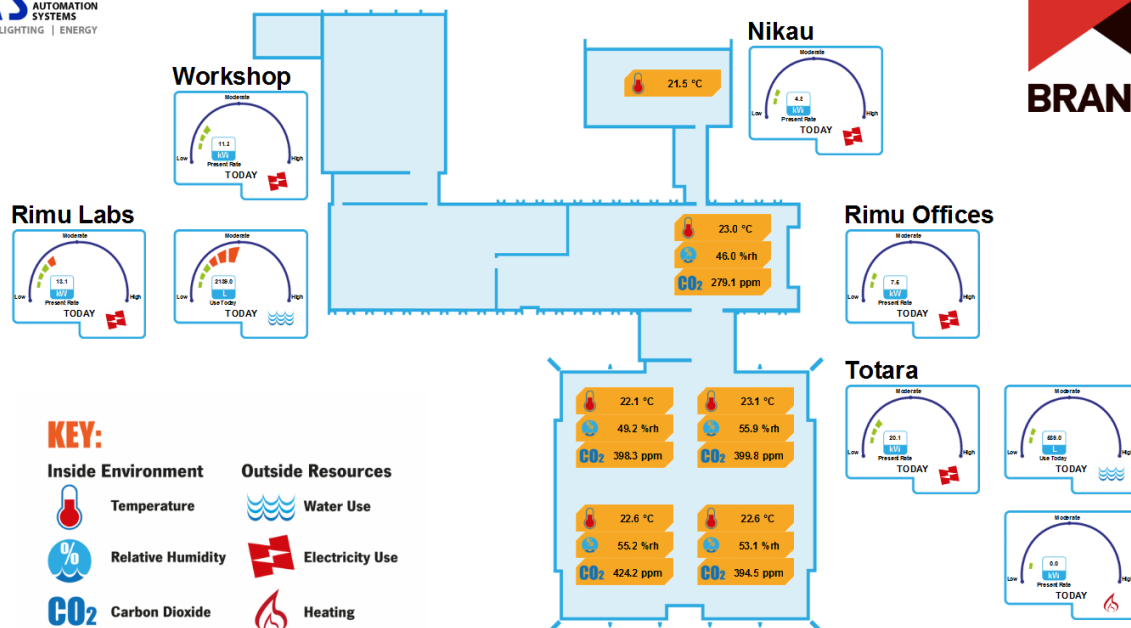 AUTOMATION
SYSTEMS
LIGHTING | ENERGY
BRAN
Nikau
Moderate
4.2
kW
Low
High
Present Rate
TODAY
21.5 °C
Workshop
Moderate
11.2
kW
Low
High
Present Rate
TODAY
Rimu Labs
Moderate
13.1
kW
Low
High
Present Rate
TODAY
Moderate
2139.0
L
Low
High
Use Today
TODAY
23.0 °C
46.0 %rh
CO2 279.1 ppm
Rimu Offices
Moderate
7.5
kW
Low
High
Present Rate
TODAY
Totara
Moderate
20.1
kW
Low
High
Present Rate
TODAY
Moderate
L
Low
High
Use Today
TODAY
Moderate
0.0
kW
Low
High
Present Rate
TODAY
22.1 °C
49.2 %rh
CO2 398.3 ppm
23.1 °C
55.9 %rh
CO2 399.8 ppm
22.6 °C
55.2 %rh
CO2 424.2 ppm
22.6 °C
53.1 %rh
CO2 394.5 ppm
KEY:
Inside Environment
Outside Resources
Temperature
Water Use
% Relative Humidity
Electricity Use
CO2 Carbon Dioxide
Heating